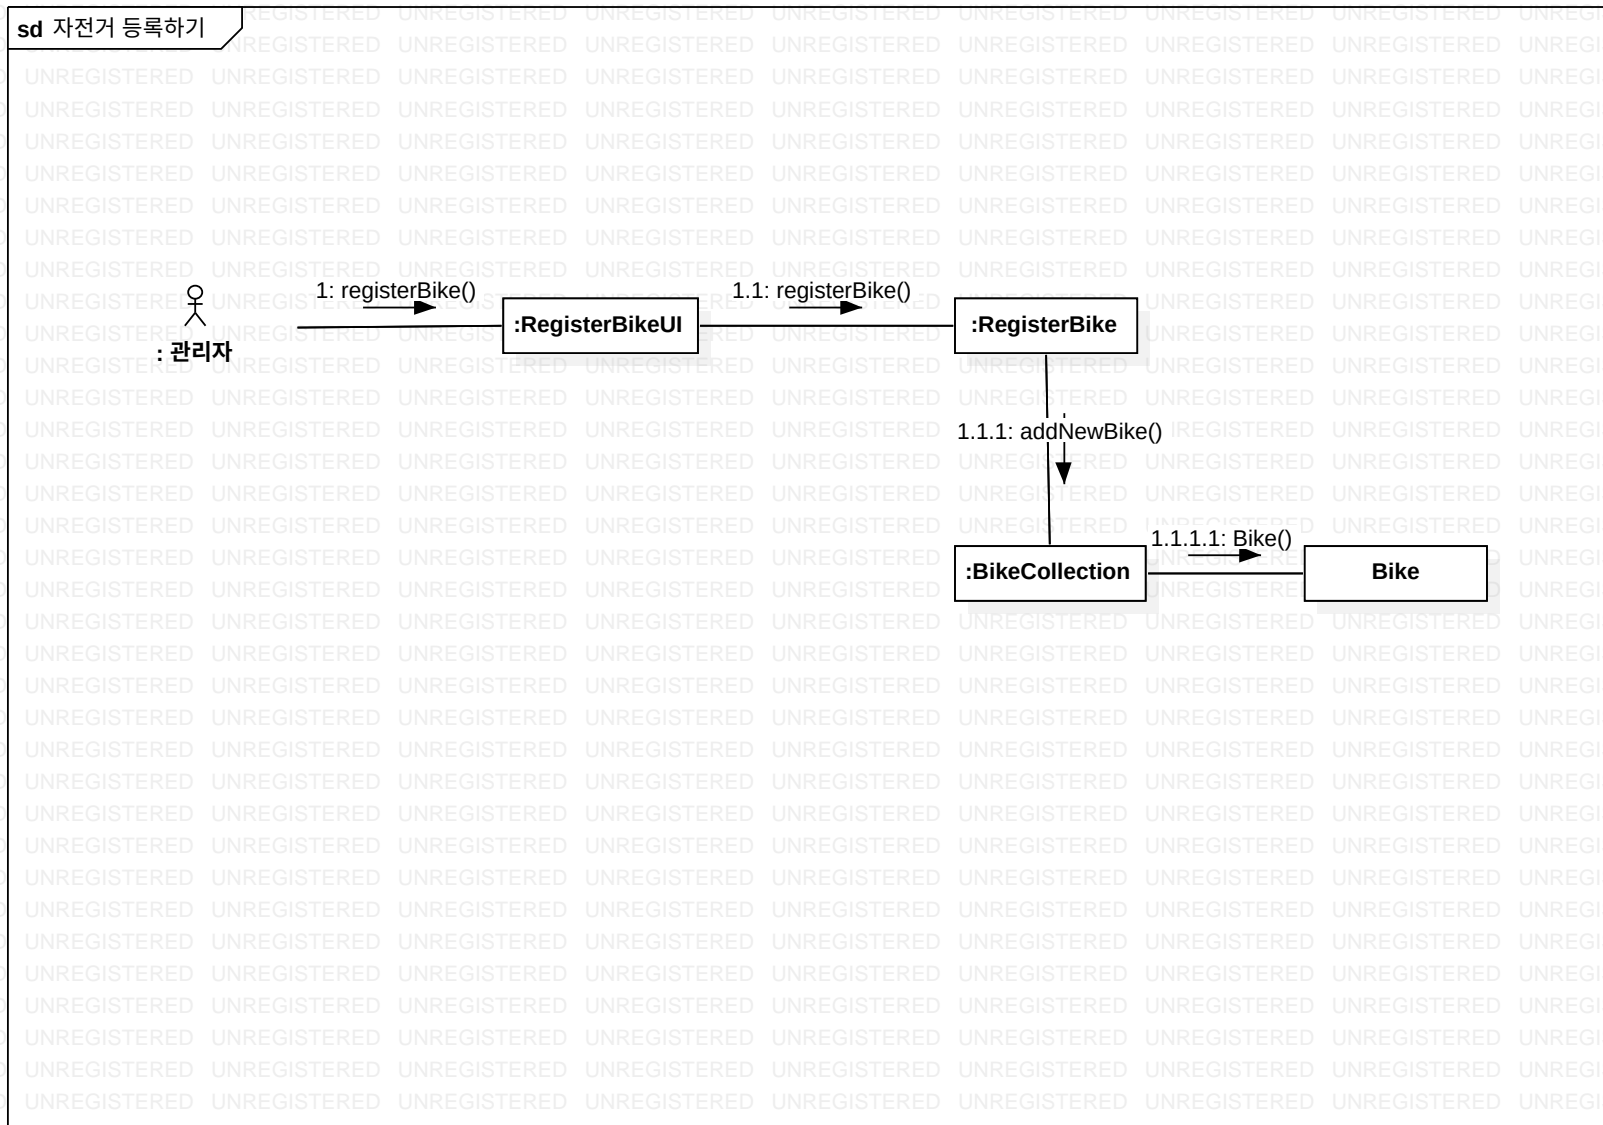 sd 자전거 등록하기
1: registerBike()
1.1: registerBike()
:RegisterBikeUI
:RegisterBike
: 관리자
1.1.1: addNewBike()
1.1.1.1: Bike()
:BikeCollection
Bike